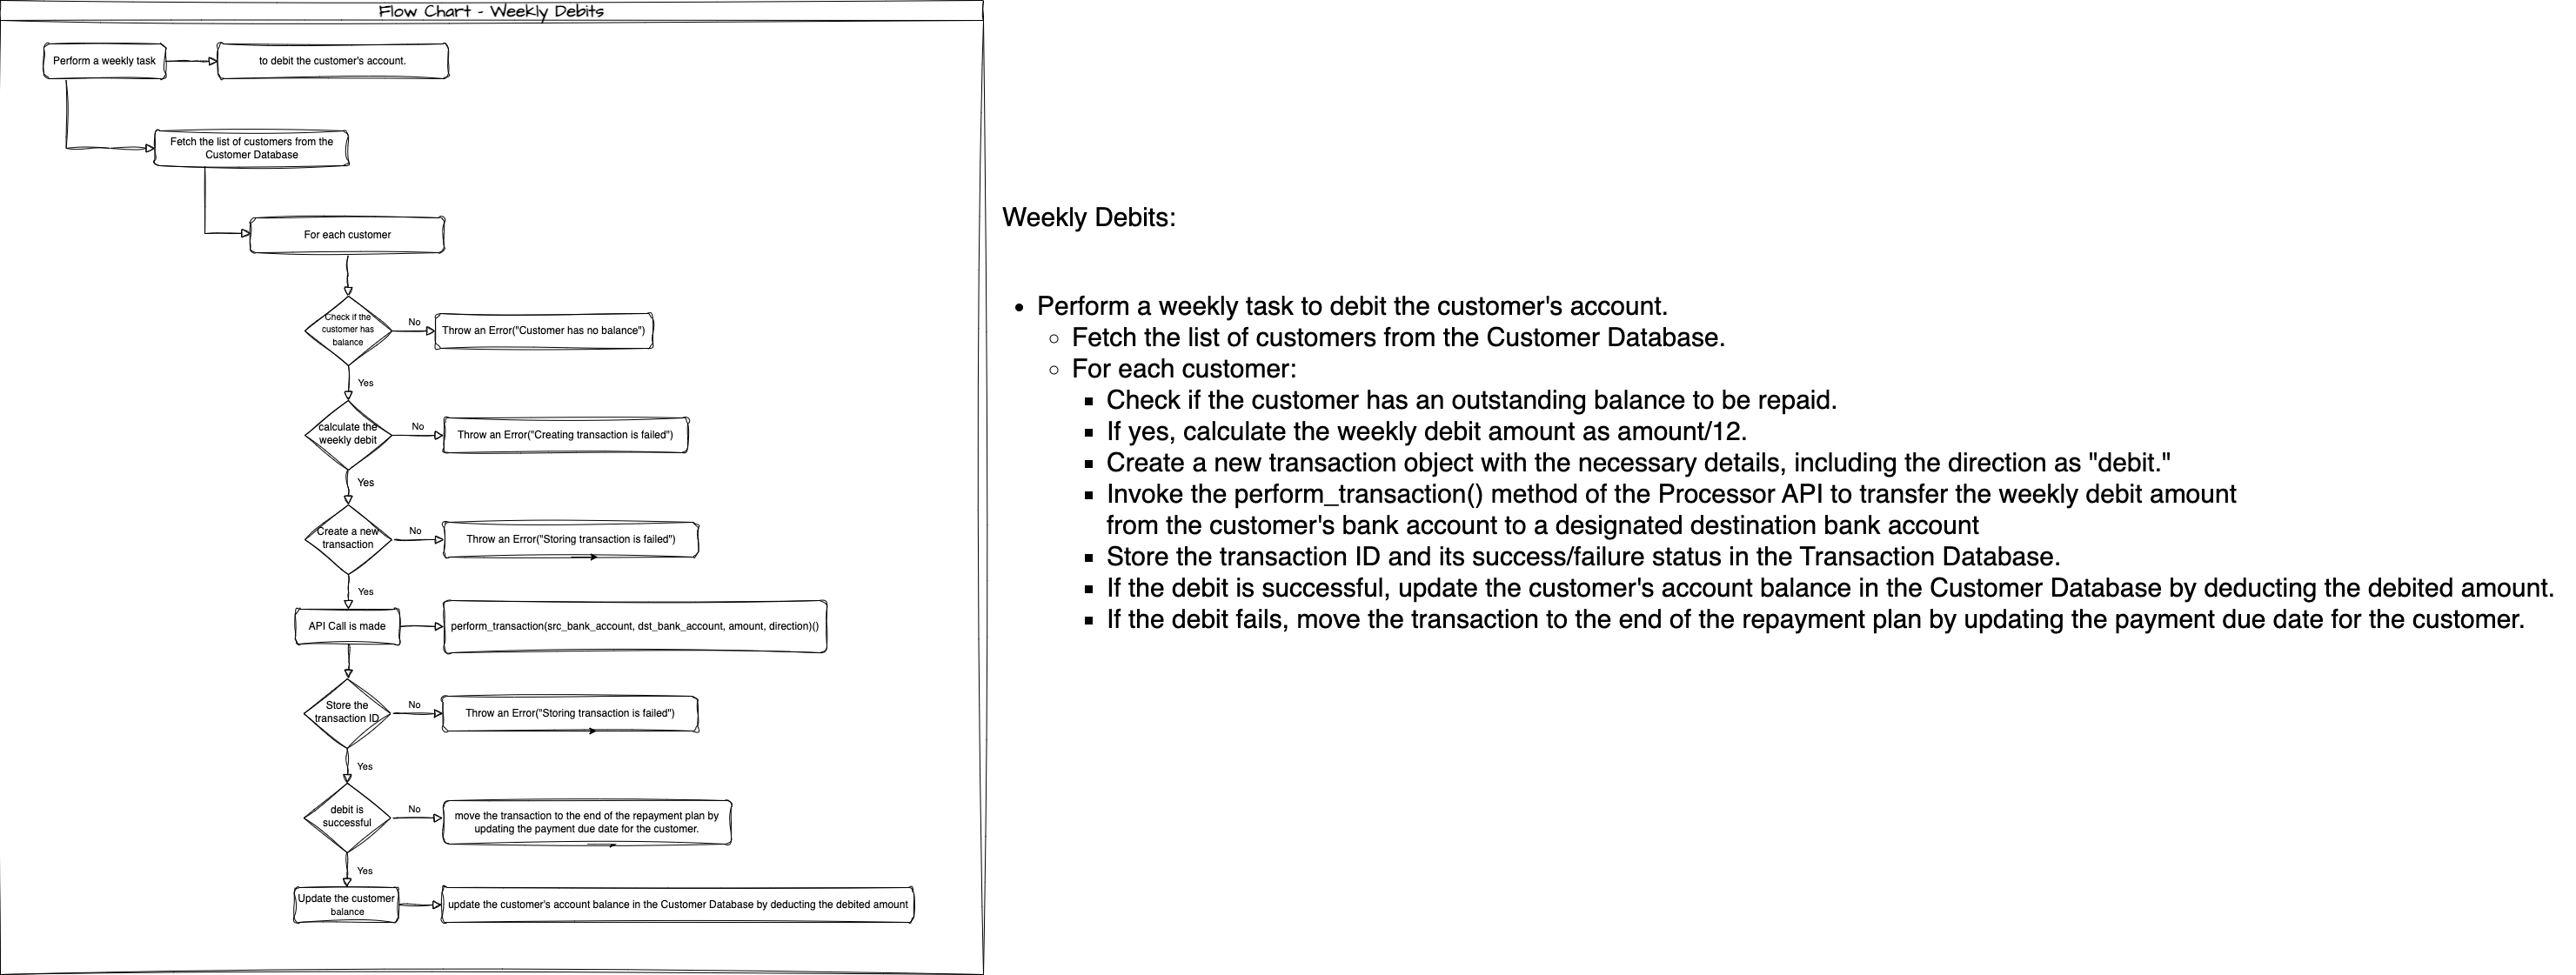 Flow Chart - Weekly Debits
Perform a weekly task
to debit the customer's account.
Fetch the list of customers from the
Customer Database
For each customer
Check if the
customer has
balance
No
Throw an Error("Customer has no balance")
Yes
calculate the
weekly debit
No
Throw an Error("Creating transaction is failed")
Yes
Create a new
transaction
No
Throw an Error("Storing transaction is failed")
Yes
API Call is made
perform_transaction(src_bank_account, dst_bank_account, amount, direction)()
Store the
transaction ID
No
Throw an Error("Storing transaction is failed")
Yes
debit is
successful
No
move the transaction to the end of the repayment plan by
updating the payment due date for the customer.
Yes
Update the customer
balance
update the customer's account balance in the Customer Database by deducting the debited amount
Weekly Debits:
• Perform a weekly task to debit the customer's account.
○ Fetch the list of customers from the Customer Database.
○ For each customer:
▪ Check if the customer has an outstanding balance to be repaid.
▪ If yes, calculate the weekly debit amount as amount/12.
▪ Create a new transaction object with the necessary details, including the direction as "debit."
▪ Invoke the perform_transaction() method of the Processor API to transfer the weekly debit amount
from the customer's bank account to a designated destination bank account
▪ Store the transaction ID and its success/failure status in the Transaction Database.
▪ If the debit is successful, update the customer's account balance in the Customer Database by deducting the debited amount.
▪ If the debit fails, move the transaction to the end of the repayment plan by updating the payment due date for the customer.